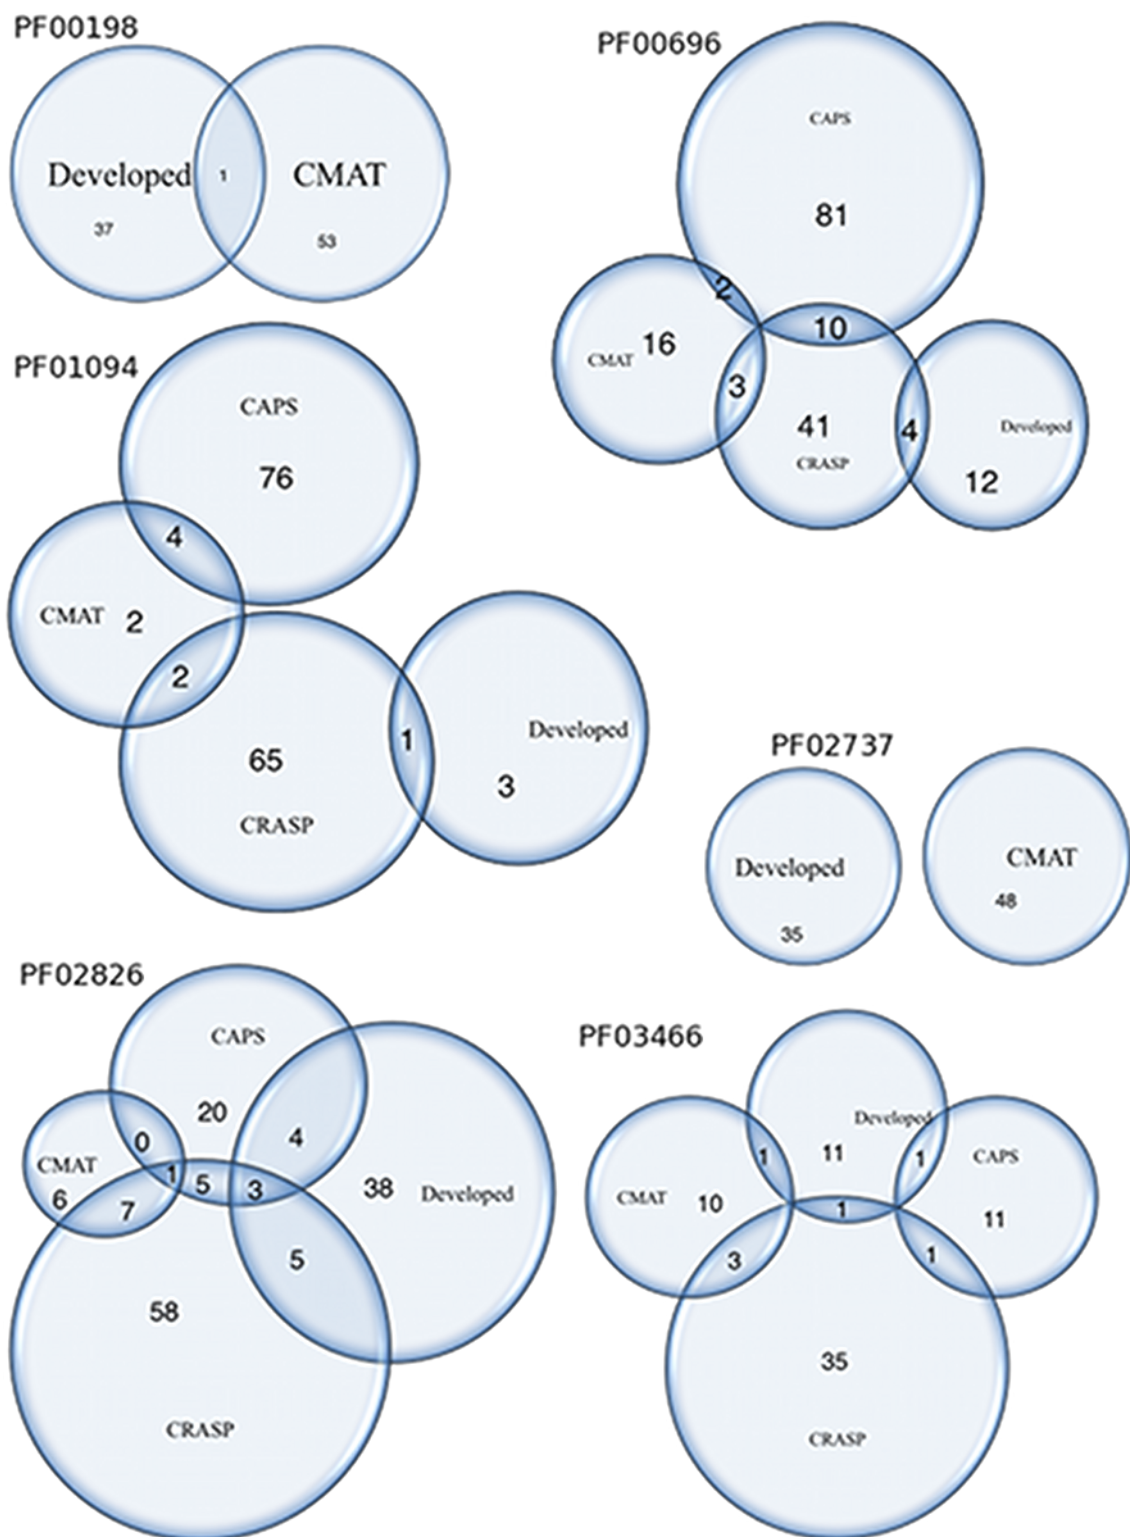 PF00198
Developed
1
CMAT
37
53
PF00696
CAPS
81
2
10
16
CMAT
3
41
4
Developed
CRASP
12
PF01094
CAPS
76
4
CMAT 2
2
1
Developed
65
3
CRASP
PF02737
Developed
CMAT
48
35
PF02826
CAPS
20
0
4
CMAT
1
5
3
38
Developed
6
7
5
58
CRASP
PF03466
Developed
11
1
1
CAPS
CMAT
10
1
11
3
1
35
CRASP